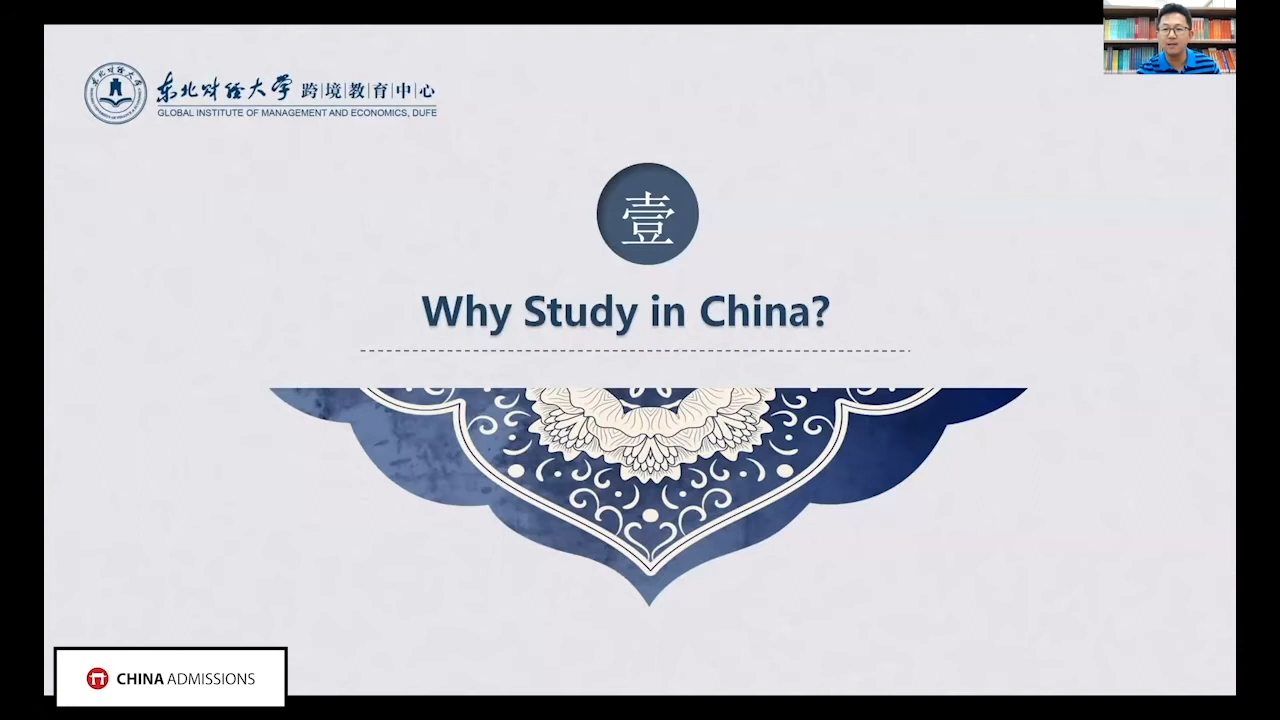 东北财经大学 跨境教育中心
GLOBAL INSTITUTE OF MANAGEMENT AND ECONOMICS, DUFE
壹
Why Study in China?
CHINA ADMISSIONS